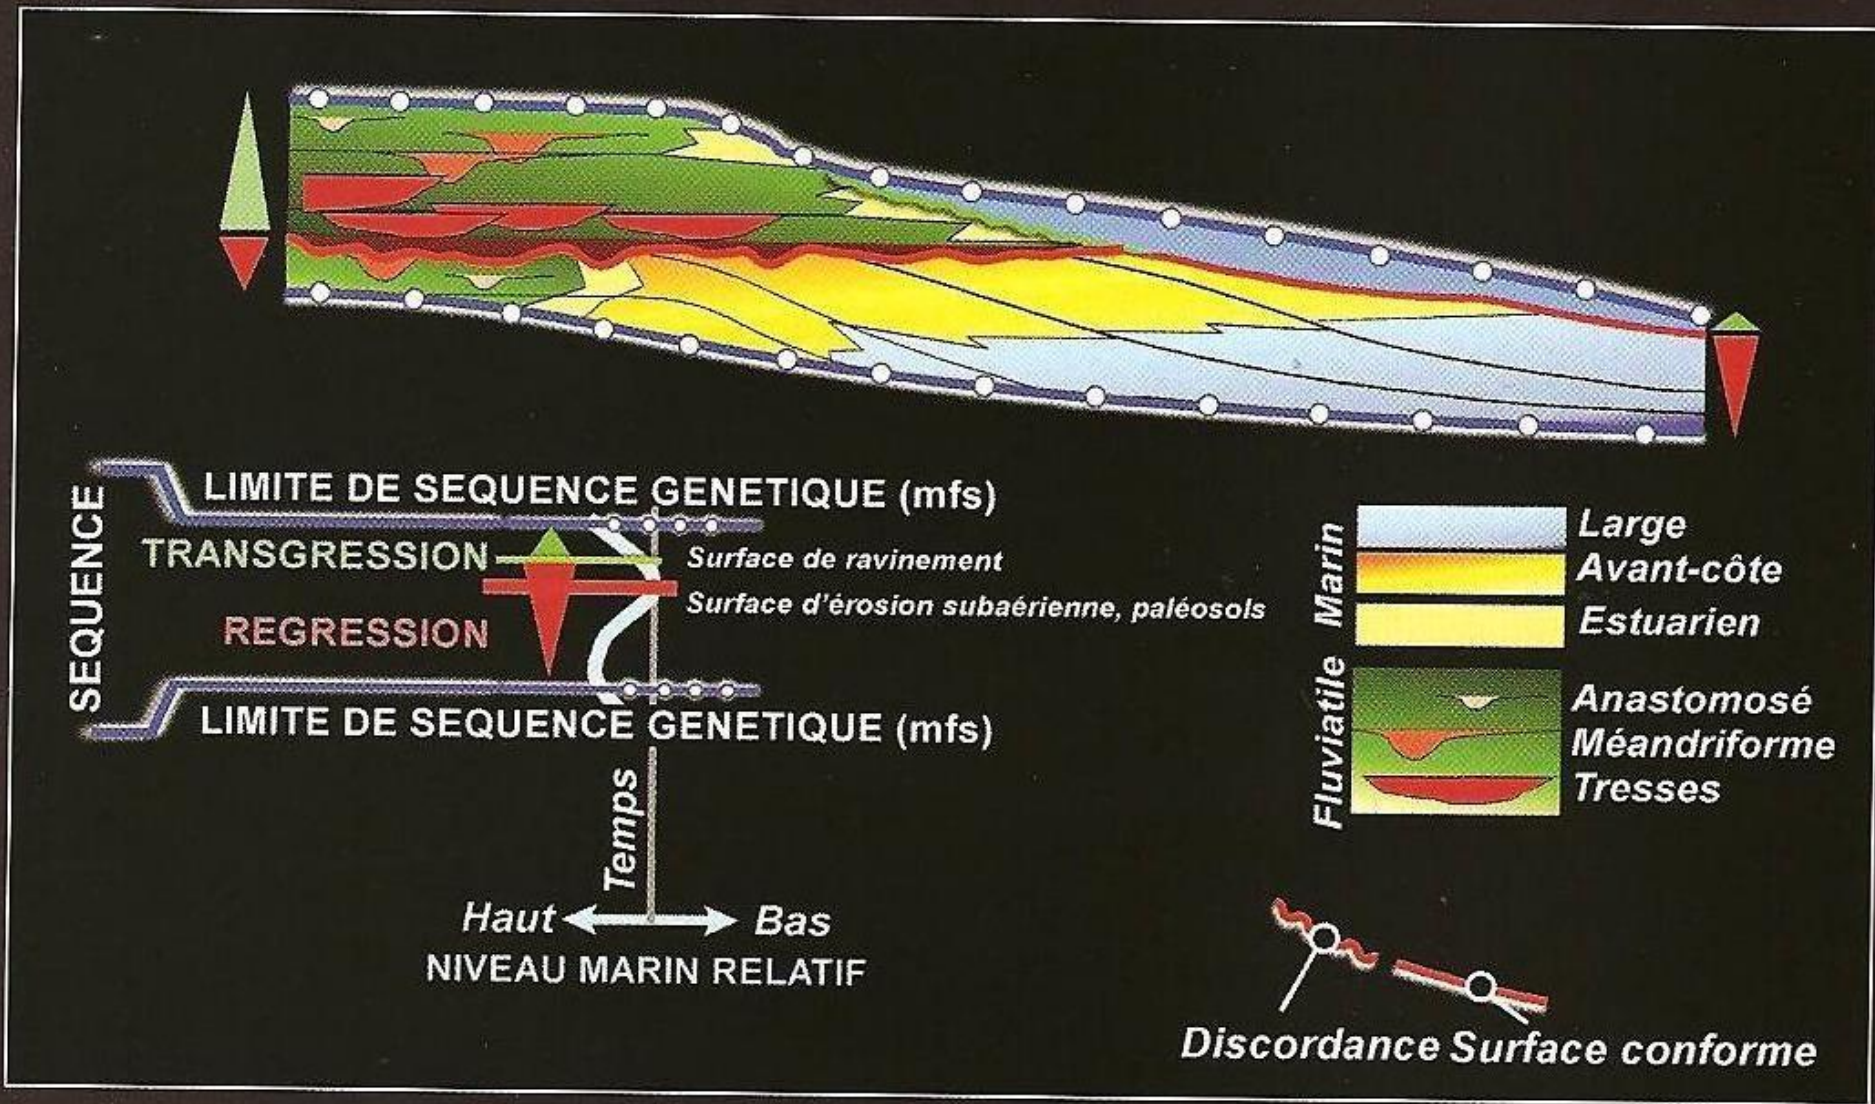 SEQUENCE
LIMITE DE SEQUENCE GENETIQUE (mfs)
TRANSGRESSION
Surface de ravinement
Surface d'érosion subaérienne, paléosols
REGRESSION
LIMITE DE SEQUENCE GENETIQUE (mfs)
Temps
Haut
Bas
NIVEAU MARIN RELATIF
Marin
Large
Avant-côte
Estuarien
Fluviatile
Anastomosé
Méandriforme
Tresses
Discordance
Surface conforme